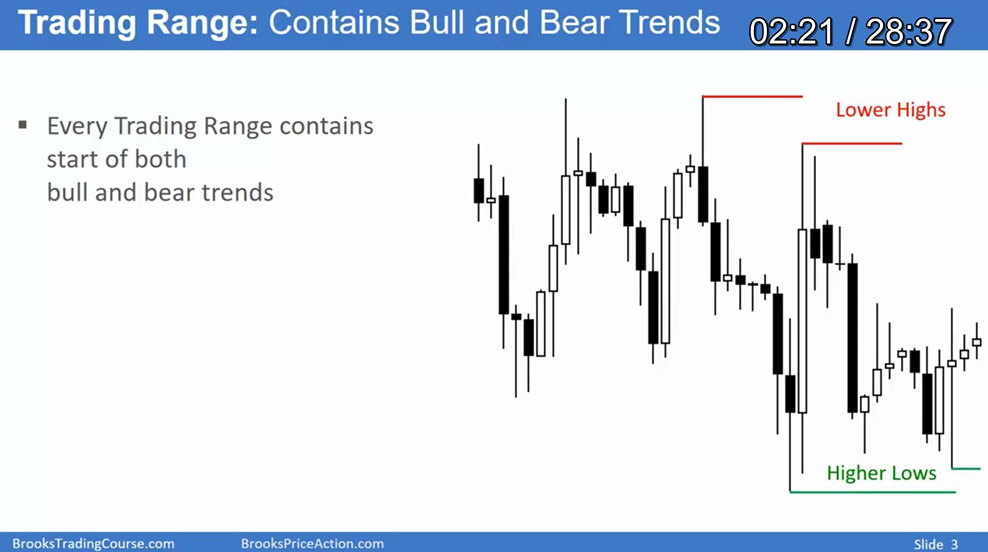 Trading Range: Contains Bull and Bear Trends
02:21 / 28:37
▪ Every Trading Range contains
start of both
bull and bear trends
Lower Highs
Higher Lows
BrooksTradingCourse.com
BrooksPriceAction.com
Slide 3